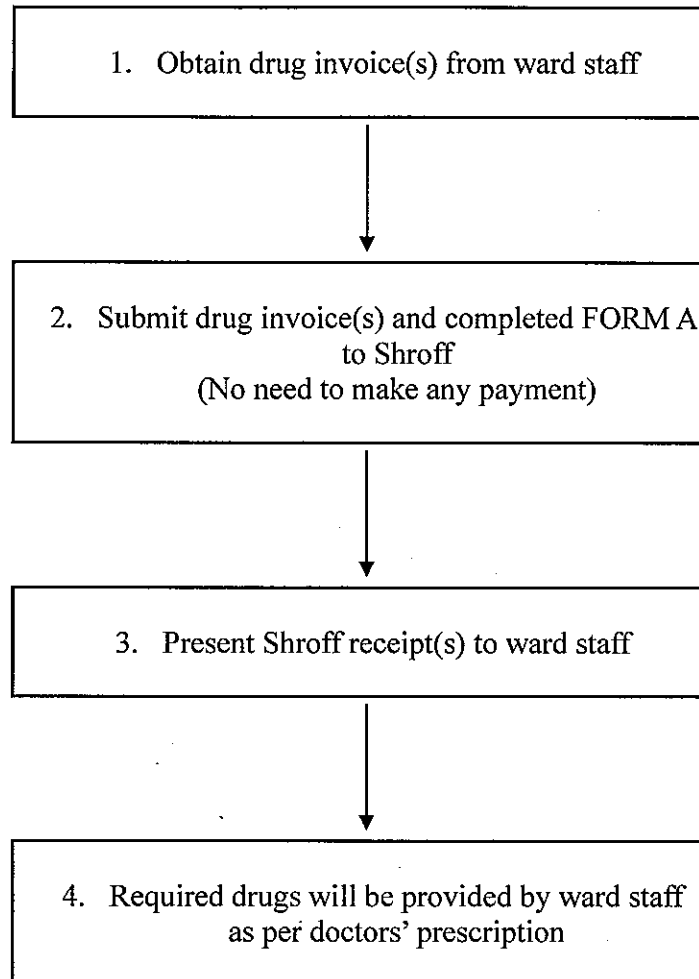 1. Obtain drug invoice(s) from ward staff
2. Submit drug invoice(s) and completed FORM A
to Shroff
(No need to make any payment)
3. Present Shroff receipt(s) to ward staff
4. Required drugs will be provided by ward staff
as per doctors’ prescription